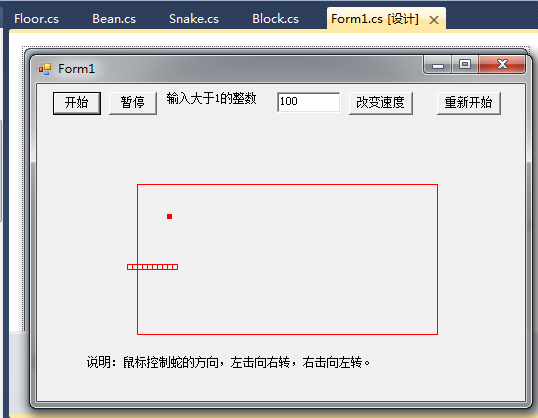 Floor.cs Bean.cs Snake.cs Block.cs Form1.cs [设计]
Form1
开始 暂停 输入大于1的整数 100 改变速度 重新开始
说明：鼠标控制蛇的方向，左击向右转，右击向左转。